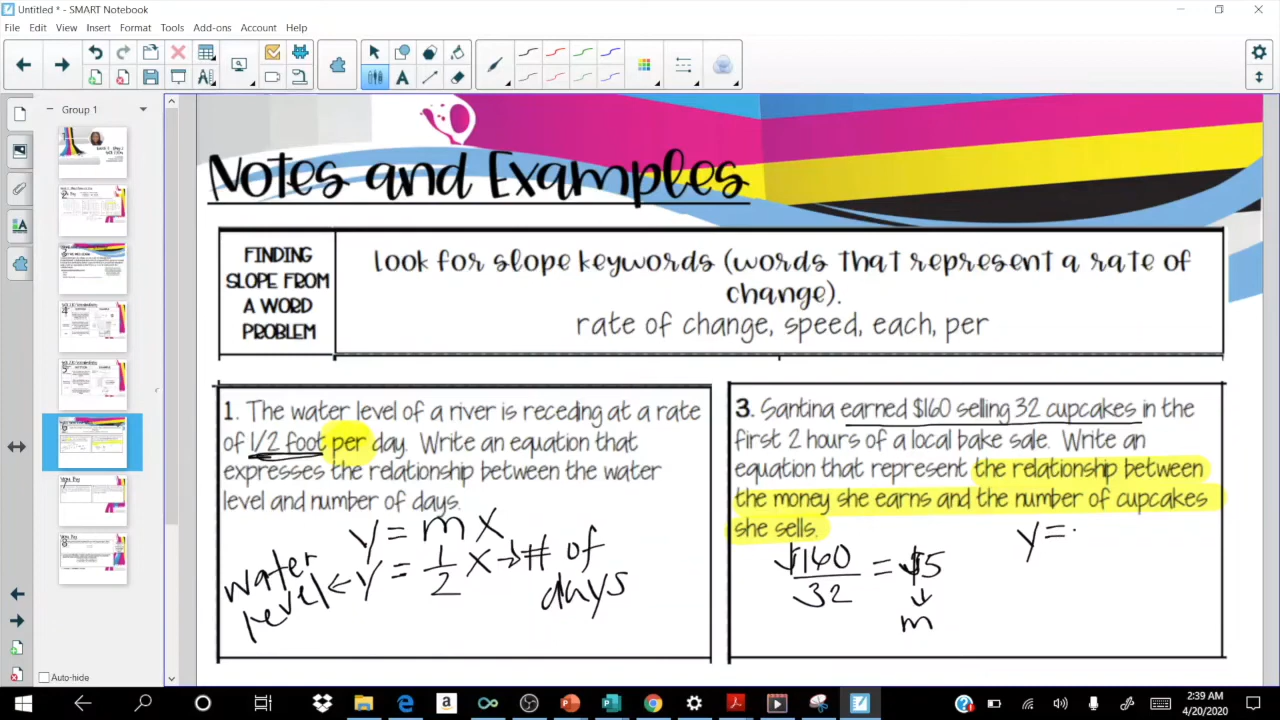 Untitled * - SMART Notebook
File Edit View Insert Format Tools Add-ons Account Help
Group 1
Notes and Examples
FINDING
SLOPE FROM
A WORD
PROBLEM
look for slope keywords (words that represent a rate of
change).
rate of change, speed, each, per
1. The water level of a river is receding at a rate
of 1/2 foot per day. Write an equation that
expresses the relationship between the water
level and number of days.
y = mx
water level ← y = 1/2 x → # of days
3. Santina earned $160 selling 32 cupcakes in the
first 2 hours of a local bake sale. Write an
equation that represent the relationship between
the money she earns and the number of cupcakes
she sells.
y =
$160/32 = $5
↓
m
Auto-hide
2:39 AM
4/20/2020